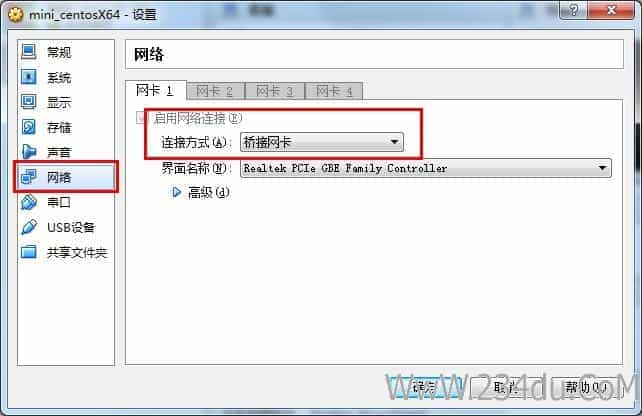 mini_centosX64 - 设置
常规
系统
显示
存储
声音
网络
串口
USB设备
共享文件夹
网络
网卡 1 网卡 2 网卡 3 网卡 4
启用网络连接(E)
连接方式(A): 桥接网卡
界面名称(N): Realtek PCIe GBE Family Controller
高级(d)
确定 取消 帮助(H)
WWW.234du.CoM